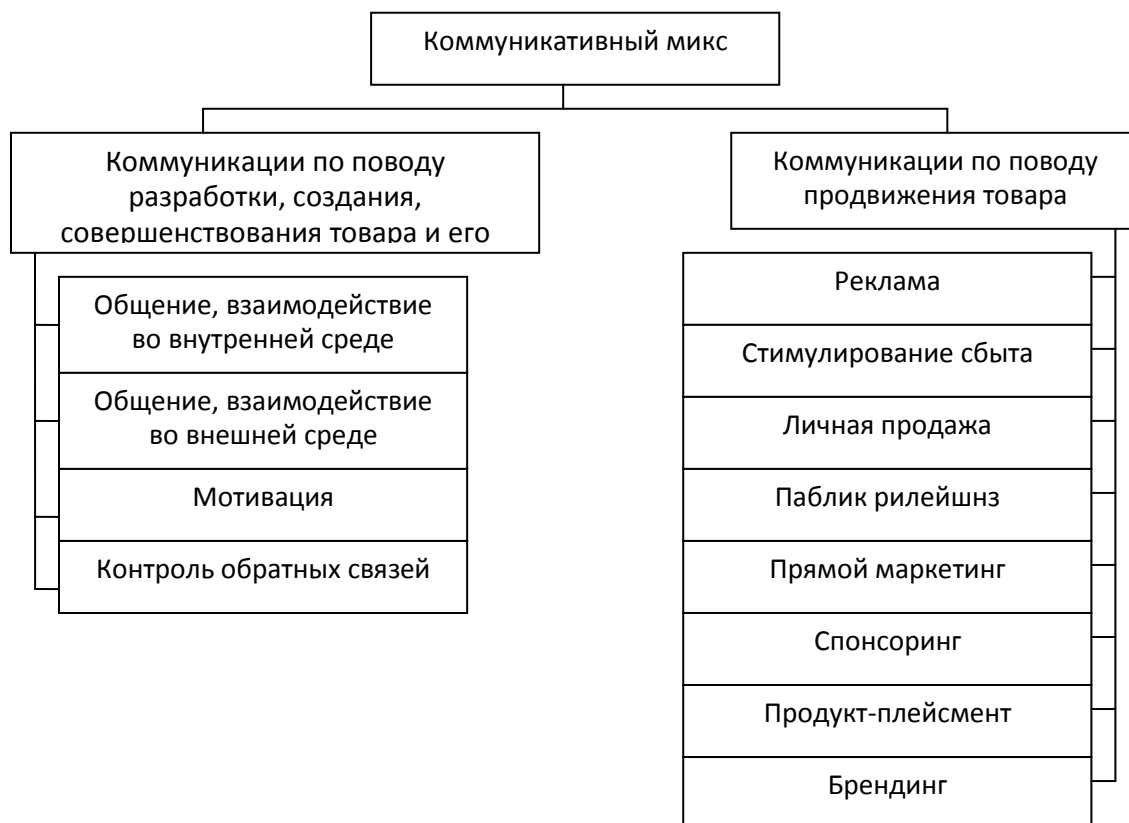 Коммуникативный микс
Коммуникации по поводу
разработки, создания,
совершенствования товара и его
Общение, взаимодействие
во внутренней среде
Общение, взаимодействие
во внешней среде
Мотивация
Контроль обратных связей
Коммуникации по поводу
продвижения товара
Реклама
Стимулирование сбыта
Личная продажа
Паблик рилейшнз
Прямой маркетинг
Спонсоринг
Продукт-плейсмент
Брендинг